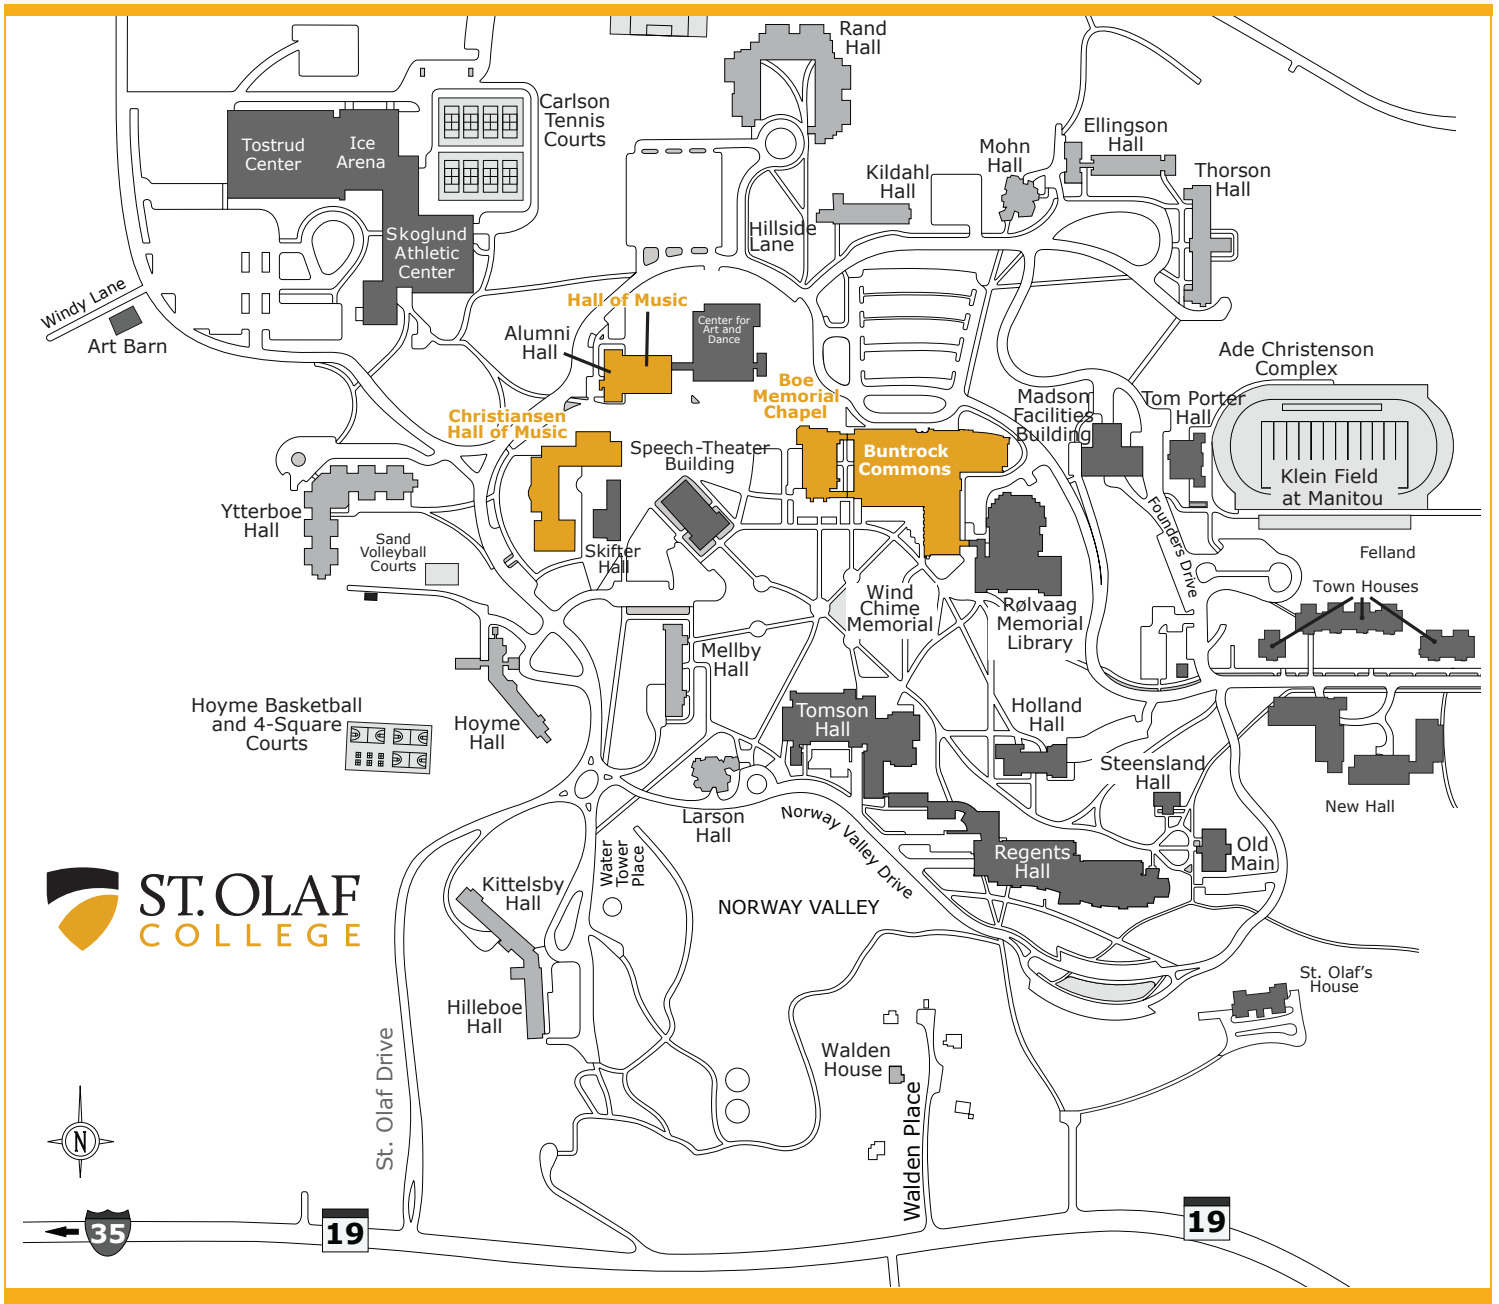 Rand
Hall
Carlson
Tennis
Courts
Tostrud
Center
Ice
Arena
Ellingson
Hall
Mohn
Hall
Kildahl
Hall
Thorson
Hall
Hillside
Lane
Skoglund
Athletic
Center
Windy Lane
Art Barn
Hall of Music
Alumni
Hall
Center for
Art and
Dance
Boe
Memorial
Chapel
Ade Christenson
Complex
Madson
Facilities
Building
Tom Porter
Hall
Christiansen
Hall of Music
Speech-Theater
Building
Buntrock
Commons
Klein Field
at Manitou
Ytterboe
Hall
Sand
Volleyball
Courts
Skifter
Hall
Founders Drive
Felland
Town Houses
Wind
Chime
Memorial
Rølvaag
Memorial
Library
Mellby
Hall
Hoyme Basketball
and 4-Square
Courts
Hoyme
Hall
Tomson
Hall
Holland
Hall
Steensland
Hall
New Hall
Larson
Hall
Norway Valley Drive
Water
Tower
Place
Regents
Hall
Old
Main
ST. OLAF
COLLEGE
Kittelsby
Hall
NORWAY VALLEY
Hilleboe
Hall
St. Olaf's
House
St. Olaf Drive
Walden
House
Walden Place
N
35
19
19